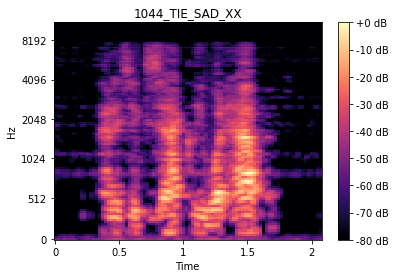 1044_TIE_SAD_XX
+0 dB
8192
-10 dB
4096
-20 dB
-30 dB
2048
Hz
-40 dB
1024
-50 dB
512
-60 dB
-70 dB
0
-80 dB
0 0.5 1 1.5 2
Time